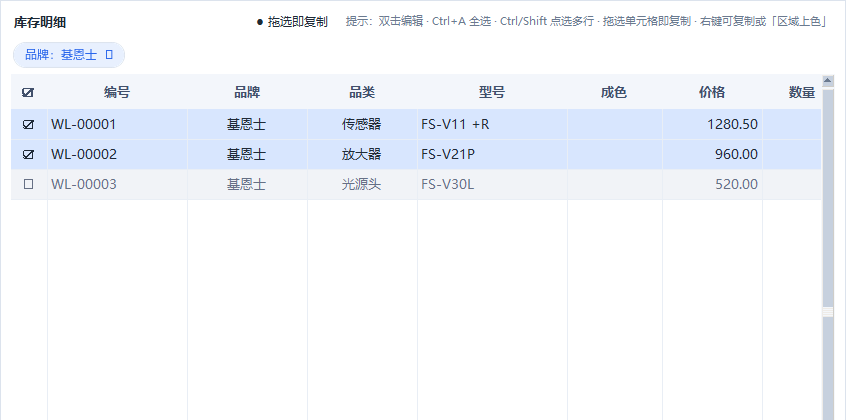 库存明细 ● 拖选即复制 提示：双击编辑 · Ctrl+A 全选 · Ctrl/Shift 点选多行 · 拖选单元格即复制 · 右键可复制或「区域上色」
品牌：基恩士
编号 品牌 品类 型号 成色 价格 数量
WL-00001 基恩士 传感器 FS-V11 +R 1280.50
WL-00002 基恩士 放大器 FS-V21P 960.00
WL-00003 基恩士 光源头 FS-V30L 520.00